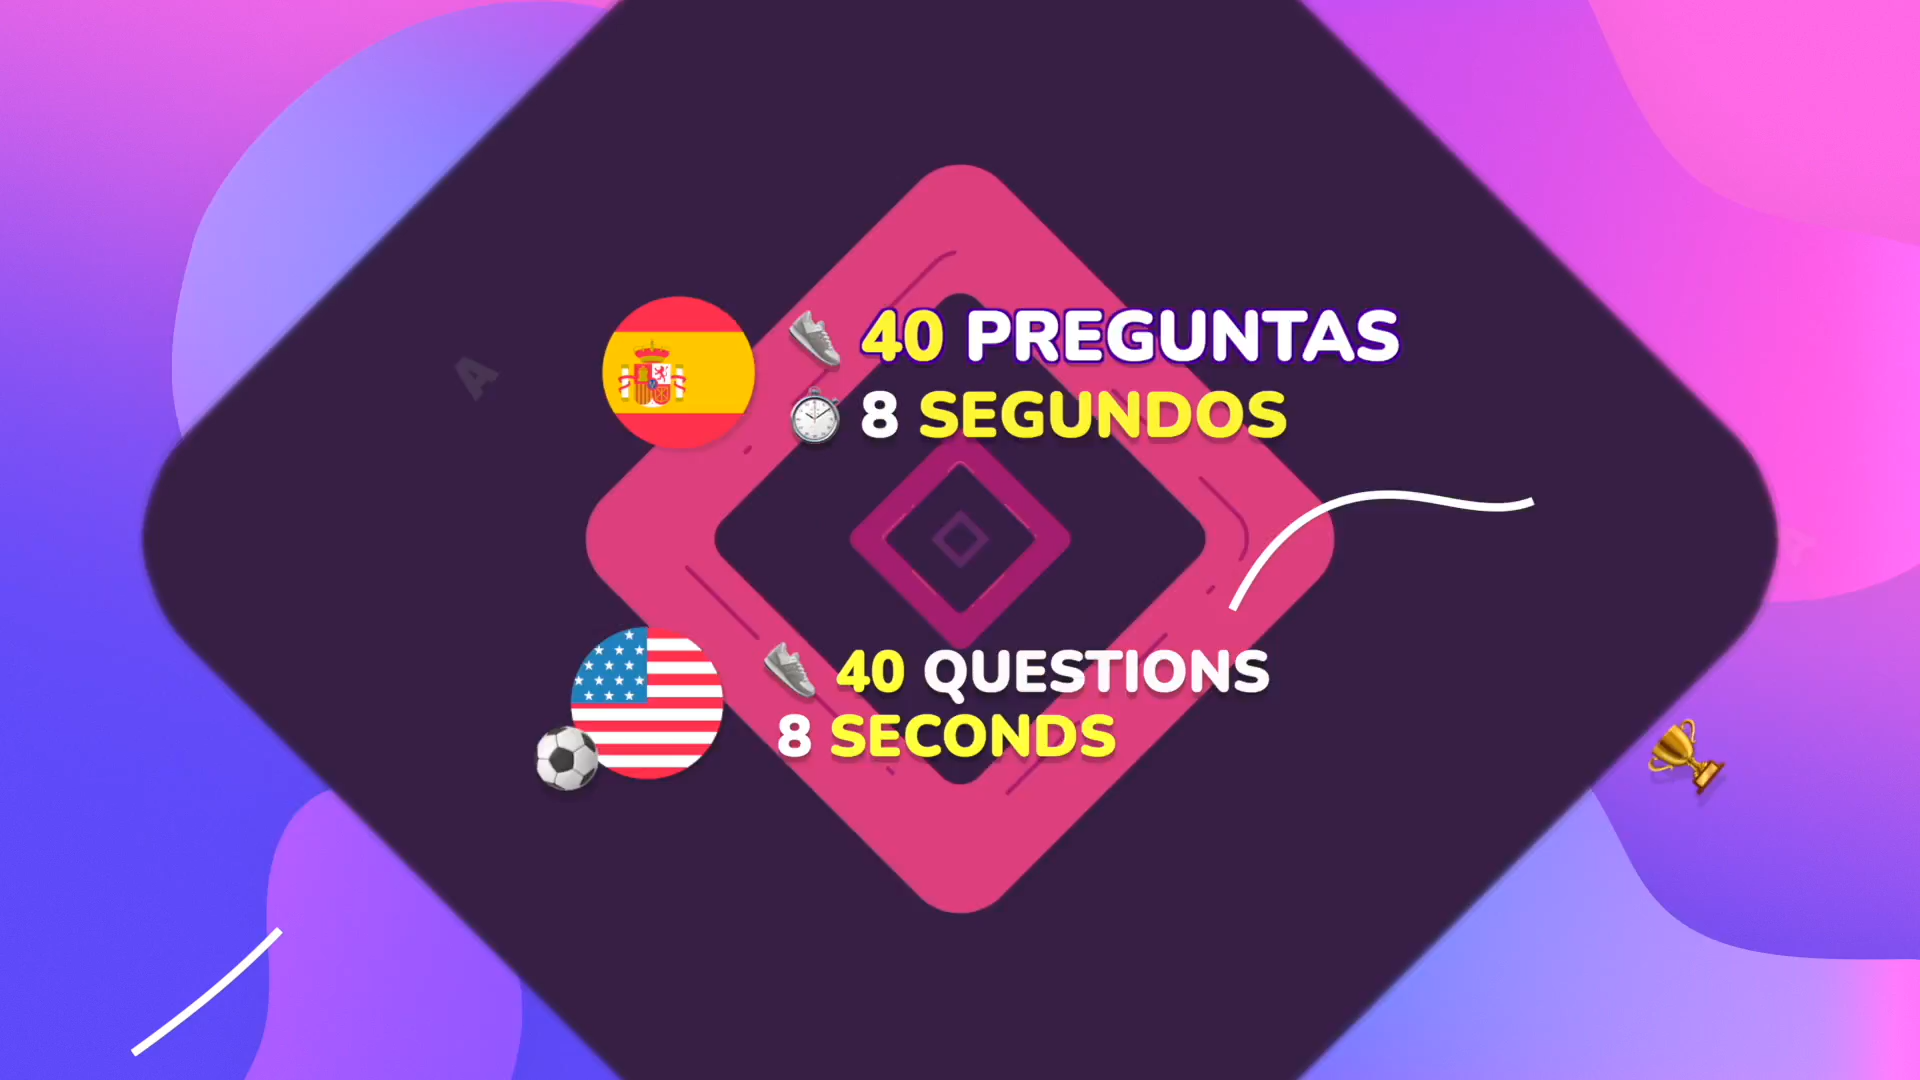 40 PREGUNTAS
8 SEGUNDOS
40 QUESTIONS
8 SECONDS
A
A